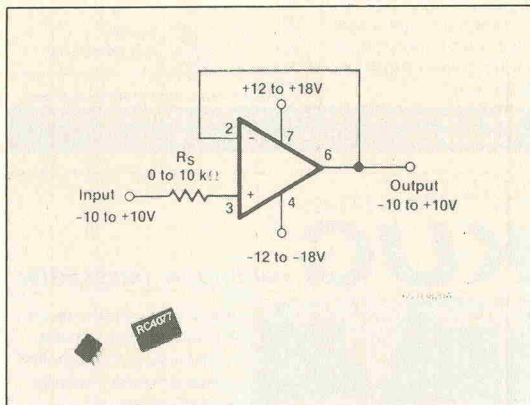 +12 to +18V
2
7
RS
0 to 10 kΩ
6
Input
-10 to +10V
+
3
4
Output
-10 to +10V
-12 to -18V
RC4077